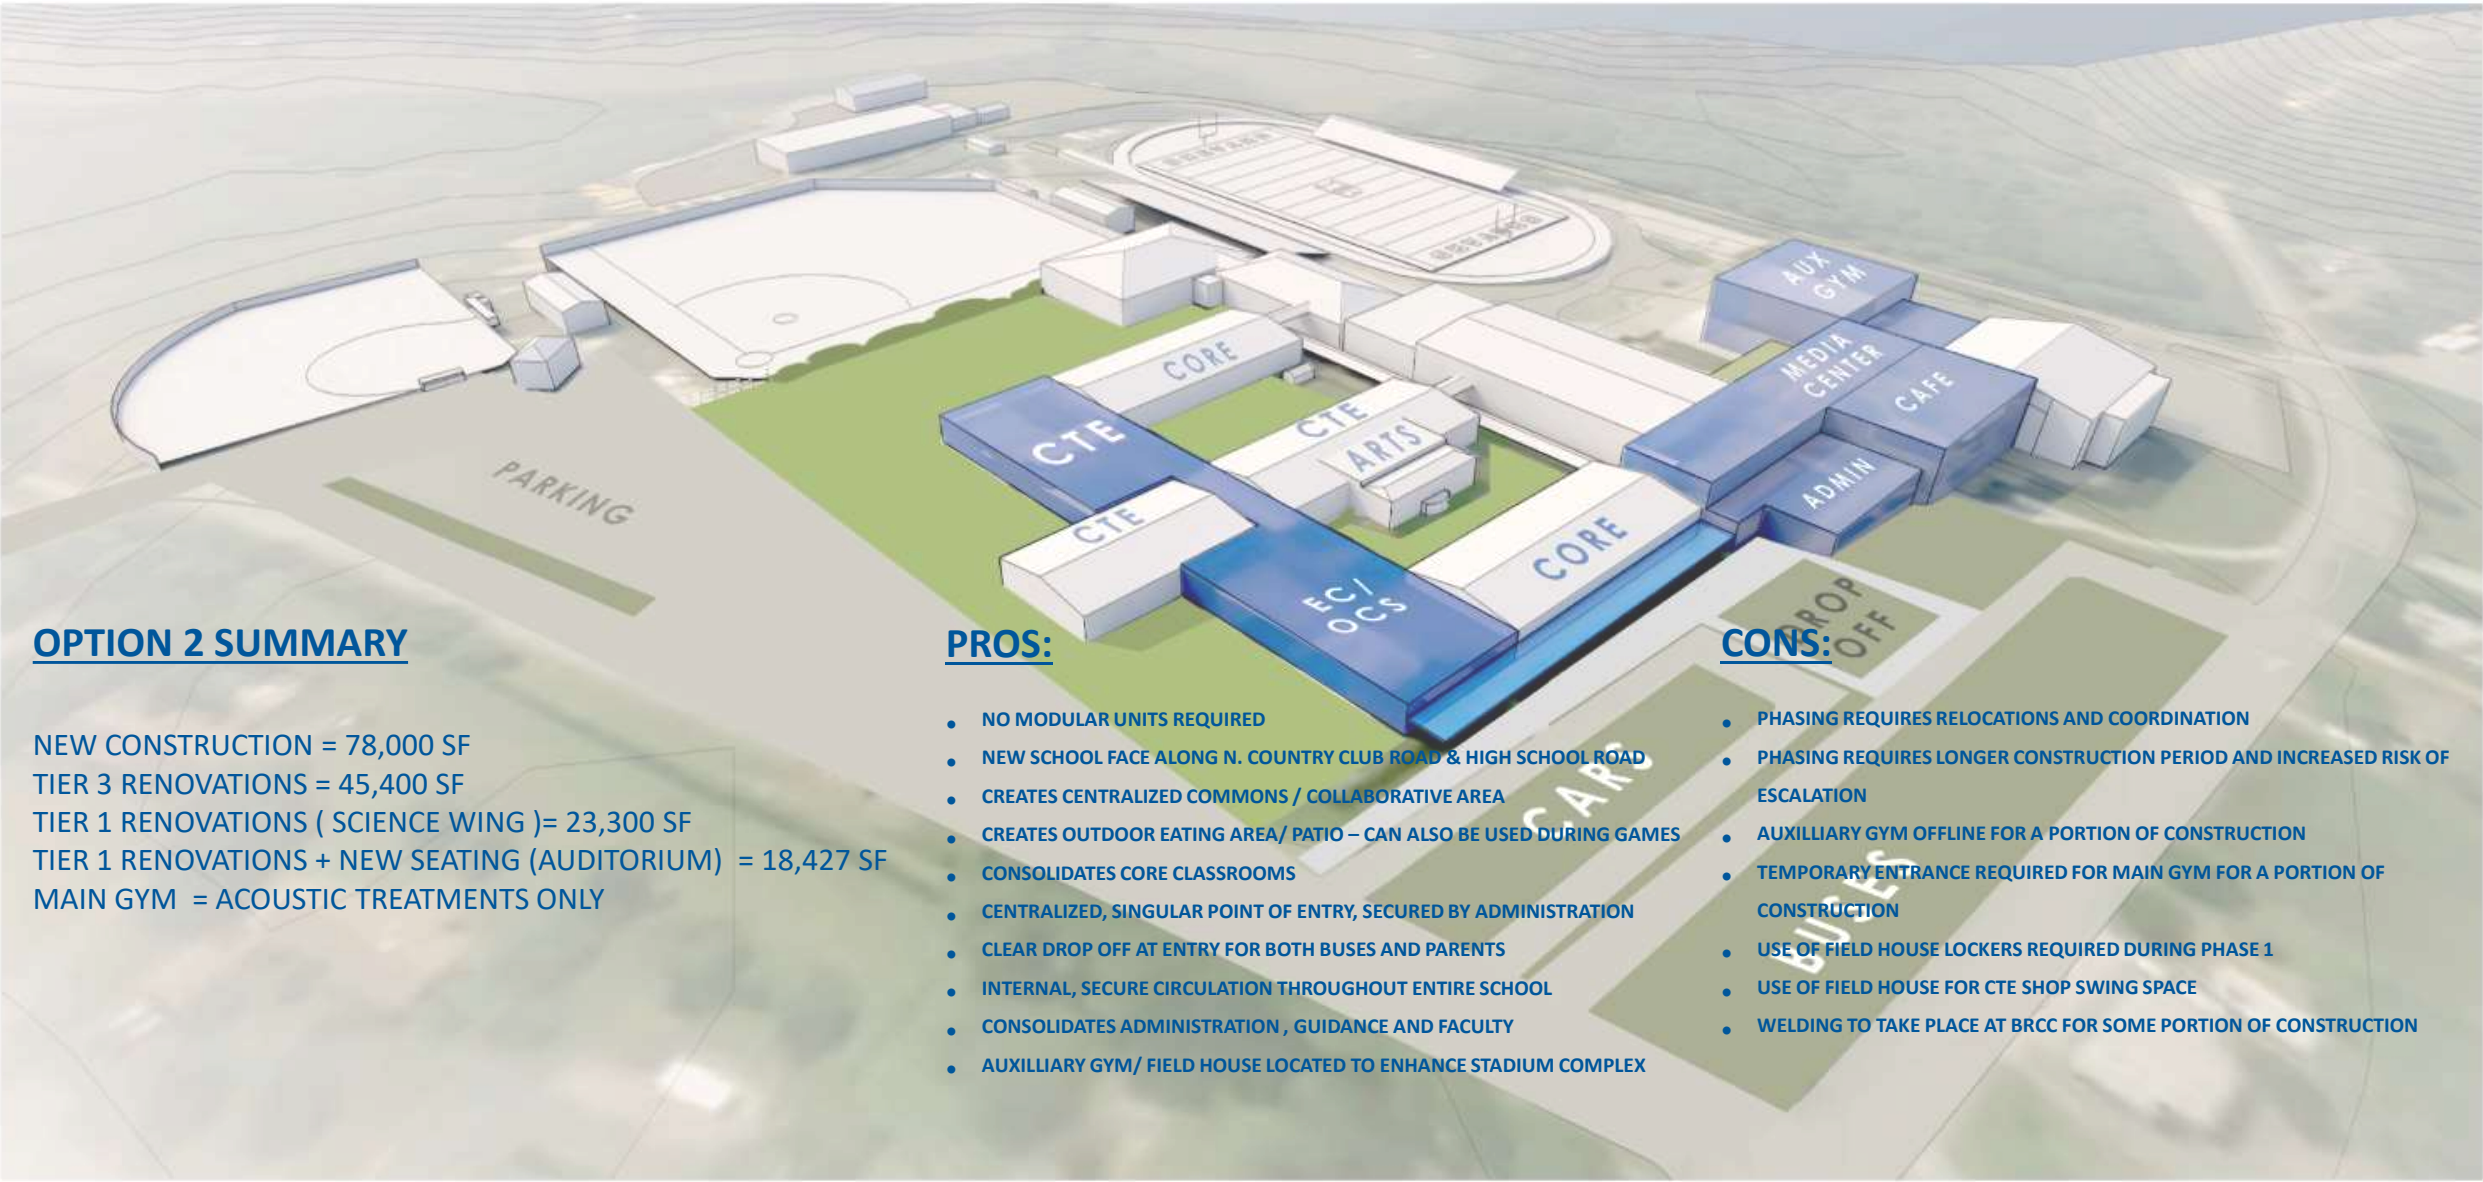 BREVARD
BREVARD
AUX
GYM
MEDIA
CENTER
CAFE
ADMIN
CORE
CTE
CTE
ARTS
CTE
CORE
EC/
OCS
PARKING
DROP
OFF
CARS
BUSES
OPTION 2 SUMMARY
NEW CONSTRUCTION = 78,000 SF
TIER 3 RENOVATIONS = 45,400 SF
TIER 1 RENOVATIONS ( SCIENCE WING )= 23,300 SF
TIER 1 RENOVATIONS + NEW SEATING (AUDITORIUM) = 18,427 SF
MAIN GYM = ACOUSTIC TREATMENTS ONLY
PROS:
• NO MODULAR UNITS REQUIRED
• NEW SCHOOL FACE ALONG N. COUNTRY CLUB ROAD & HIGH SCHOOL ROAD
• CREATES CENTRALIZED COMMONS / COLLABORATIVE AREA
• CREATES OUTDOOR EATING AREA/ PATIO – CAN ALSO BE USED DURING GAMES
• CONSOLIDATES CORE CLASSROOMS
• CENTRALIZED, SINGULAR POINT OF ENTRY, SECURED BY ADMINISTRATION
• CLEAR DROP OFF AT ENTRY FOR BOTH BUSES AND PARENTS
• INTERNAL, SECURE CIRCULATION THROUGHOUT ENTIRE SCHOOL
• CONSOLIDATES ADMINISTRATION , GUIDANCE AND FACULTY
• AUXILLIARY GYM/ FIELD HOUSE LOCATED TO ENHANCE STADIUM COMPLEX
CONS:
• PHASING REQUIRES RELOCATIONS AND COORDINATION
• PHASING REQUIRES LONGER CONSTRUCTION PERIOD AND INCREASED RISK OF
ESCALATION
• AUXILLIARY GYM OFFLINE FOR A PORTION OF CONSTRUCTION
• TEMPORARY ENTRANCE REQUIRED FOR MAIN GYM FOR A PORTION OF
CONSTRUCTION
• USE OF FIELD HOUSE LOCKERS REQUIRED DURING PHASE 1
• USE OF FIELD HOUSE FOR CTE SHOP SWING SPACE
• WELDING TO TAKE PLACE AT BRCC FOR SOME PORTION OF CONSTRUCTION